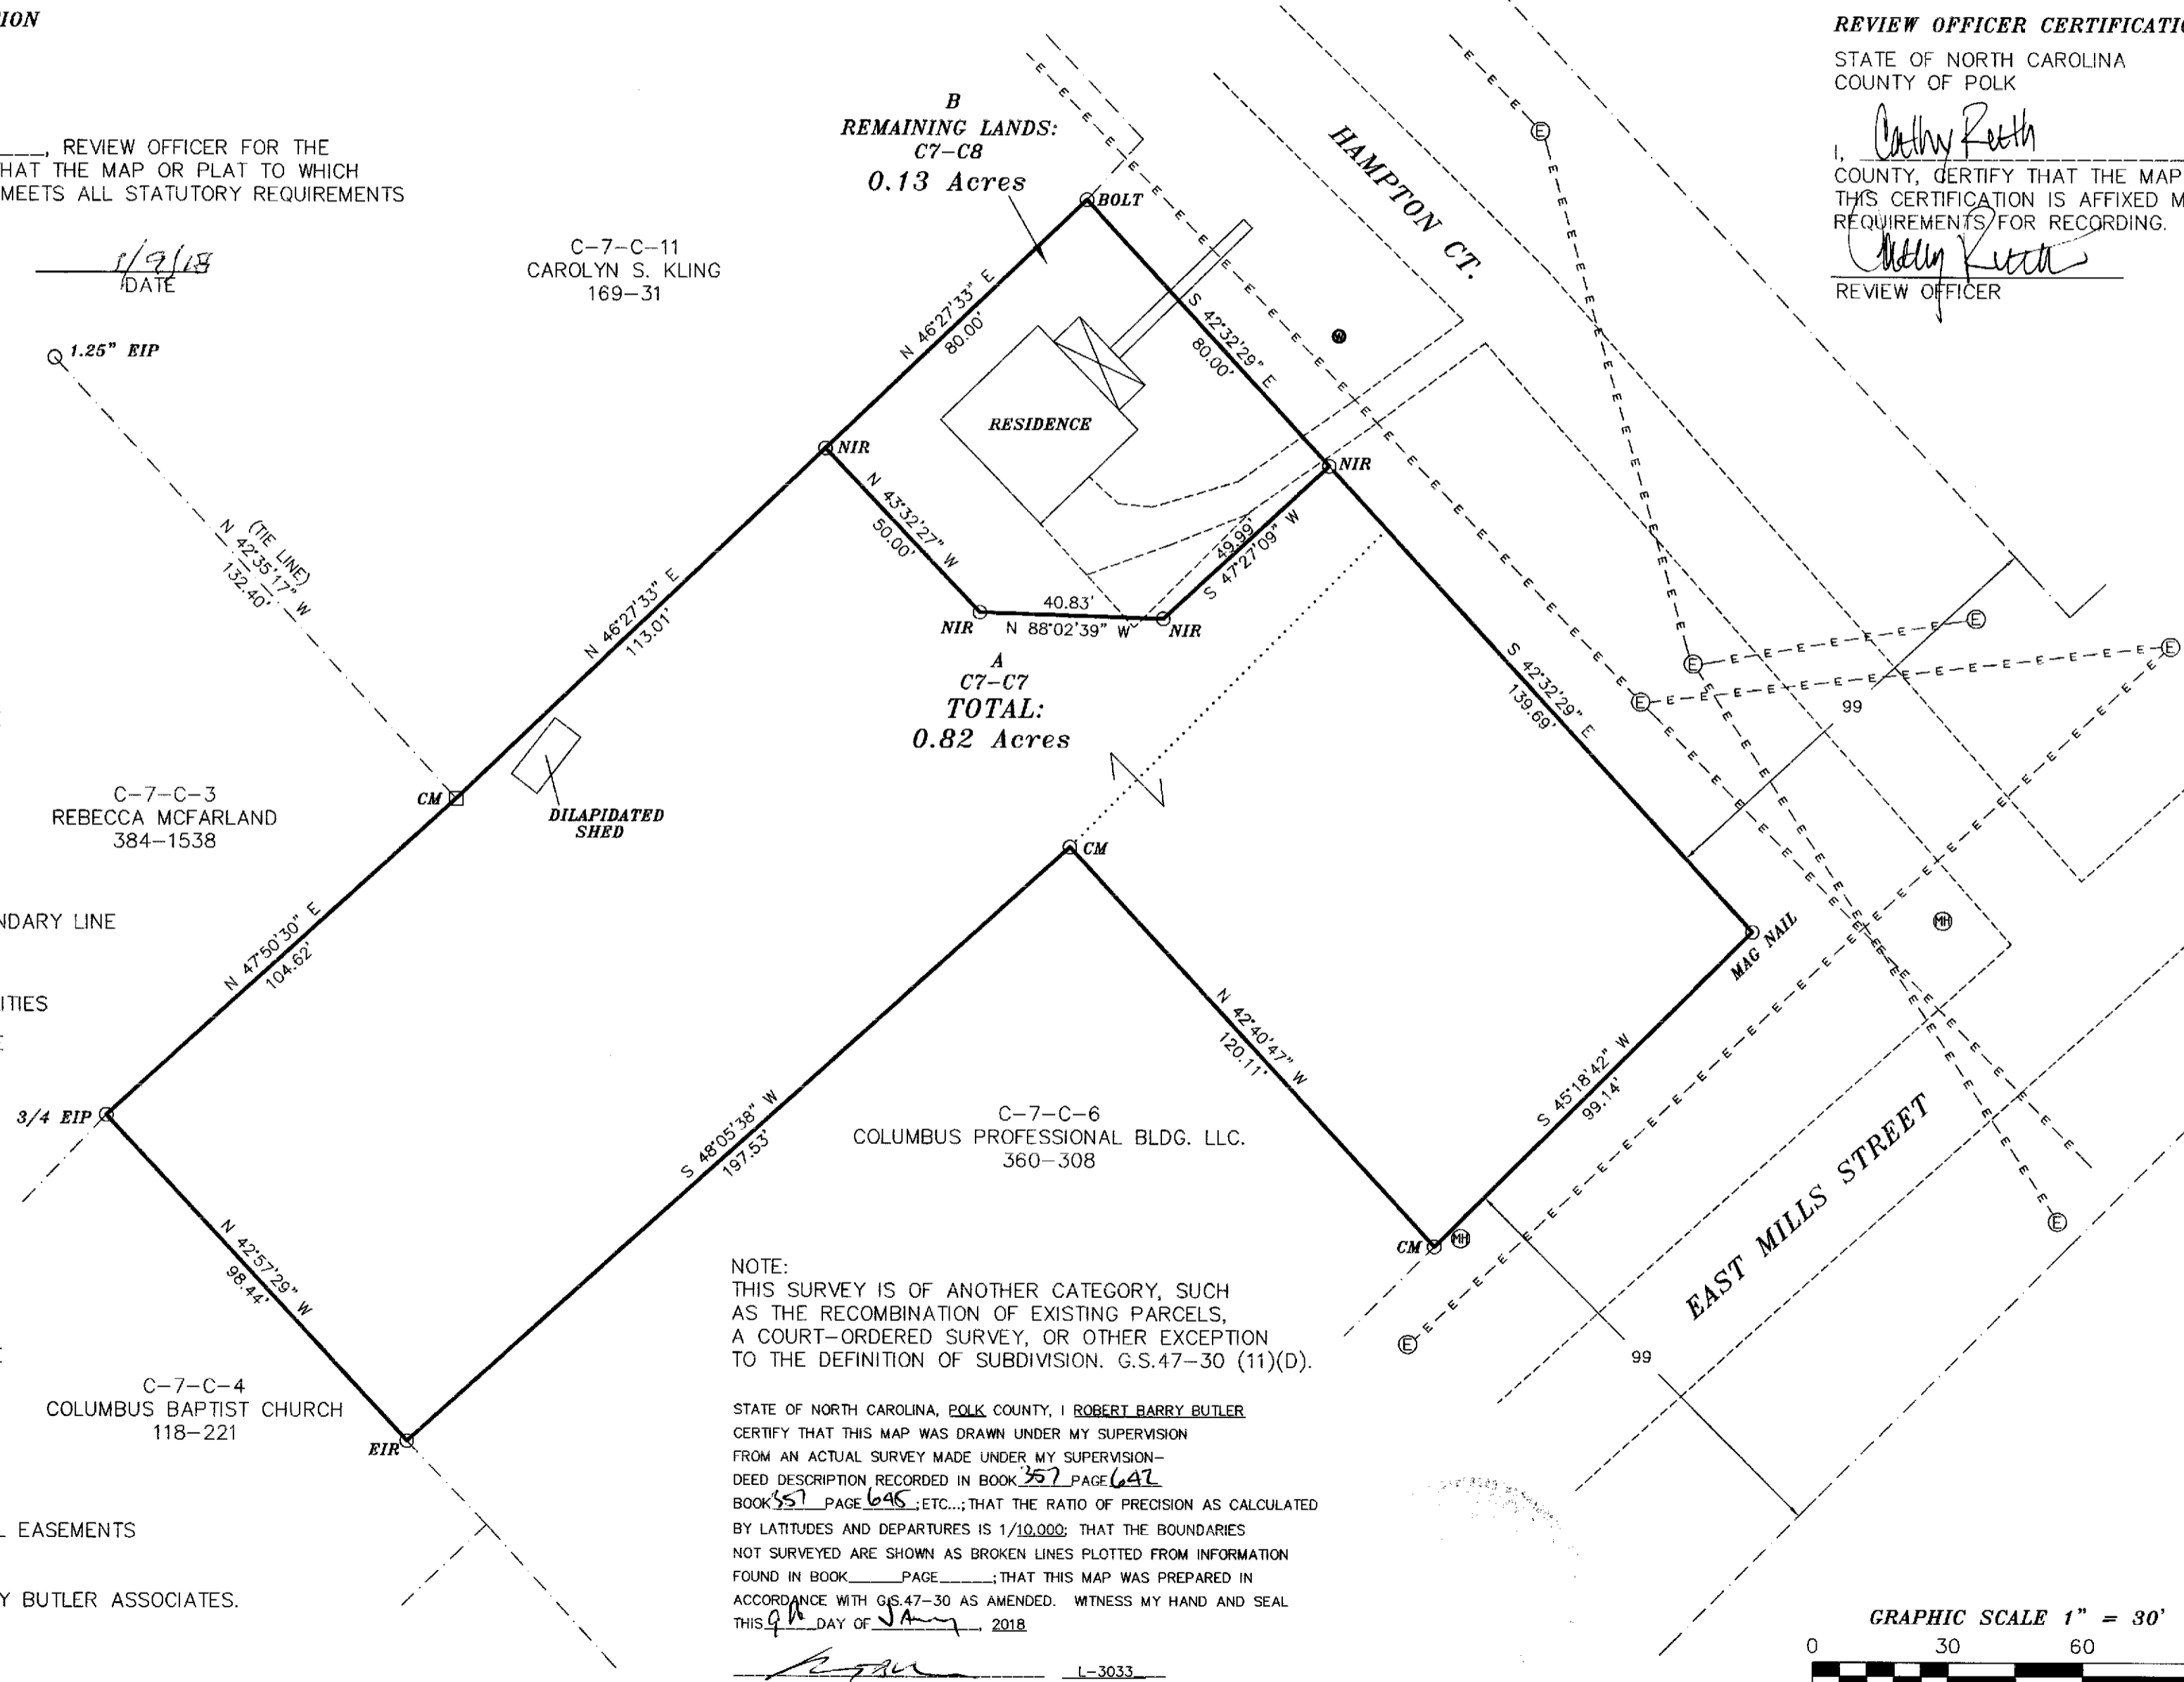 ION
___, REVIEW OFFICER FOR THE
HAT THE MAP OR PLAT TO WHICH
MEETS ALL STATUTORY REQUIREMENTS
1/9/18
DATE
REVIEW OFFICER CERTIFICATI
STATE OF NORTH CAROLINA
COUNTY OF POLK
I, Cathy Ruth
COUNTY, CERTIFY THAT THE MAP
THIS CERTIFICATION IS AFFIXED M
REQUIREMENTS FOR RECORDING.
REVIEW OFFICER
B
REMAINING LANDS:
C7-C8
0.13 Acres
BOLT
HAMPTON CT.
C-7-C-11
CAROLYN S. KLING
169-31
1.25" EIP
(TIE LINE)
N 42°35'17" W
132.40'
N 46°27'33" E
80.00'
S 42°32'29" E
80.00'
W
RESIDENCE
NIR
NIR
N 43°32'27" W
50.00'
49.99'
S 47°27'09" W
40.83'
N 88°02'39" W
NIR
NIR
N 46°27'33" E
113.01'
A
C7-C7
TOTAL:
0.82 Acres
S 42°32'29" E
139.69'
99
C-7-C-3
REBECCA MCFARLAND
384-1538
CM
DILAPIDATED
SHED
CM
NDARY LINE
ITIES
E
N 47°50'30" E
104.62'
MAG NAIL
MH
3/4 EIP
N 42°40'47" W
120.11'
S 45°18'42" W
99.14'
S 48°05'38" W
197.53'
C-7-C-6
COLUMBUS PROFESSIONAL BLDG. LLC.
360-308
EAST MILLS STREET
CM
MH
99
N 42°57'29" W
98.44'
NOTE:
THIS SURVEY IS OF ANOTHER CATEGORY, SUCH
AS THE RECOMBINATION OF EXISTING PARCELS,
A COURT-ORDERED SURVEY, OR OTHER EXCEPTION
TO THE DEFINITION OF SUBDIVISION. G.S.47-30 (11)(D).
C-7-C-4
COLUMBUS BAPTIST CHURCH
118-221
EIR
STATE OF NORTH CAROLINA, POLK COUNTY, I ROBERT BARRY BUTLER
CERTIFY THAT THIS MAP WAS DRAWN UNDER MY SUPERVISION
FROM AN ACTUAL SURVEY MADE UNDER MY SUPERVISION-
DEED DESCRIPTION RECORDED IN BOOK 357 PAGE 642
BOOK 357 PAGE 645 ;ETC...; THAT THE RATIO OF PRECISION AS CALCULATED
BY LATITUDES AND DEPARTURES IS 1/10,000; THAT THE BOUNDARIES
NOT SURVEYED ARE SHOWN AS BROKEN LINES PLOTTED FROM INFORMATION
FOUND IN BOOK______PAGE______; THAT THIS MAP WAS PREPARED IN
ACCORDANCE WITH G.S.47-30 AS AMENDED. WITNESS MY HAND AND SEAL
THIS 9th DAY OF January, 2018
L-3033
L EASEMENTS
Y BUTLER ASSOCIATES.
GRAPHIC SCALE 1" = 30'
0 30 60